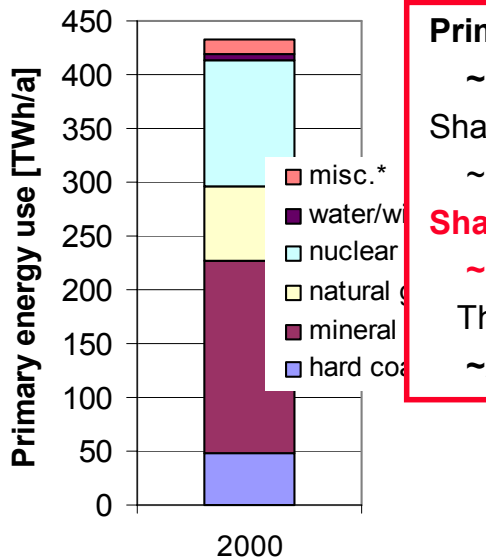 Primary energy use [TWh/a]
450
400
350
300
250
200
150
100
50
0
2000
misc.*
water/wi
nuclear
natural g
mineral
hard coa
Prin
~
Sha
~
Sha
~
Th
~